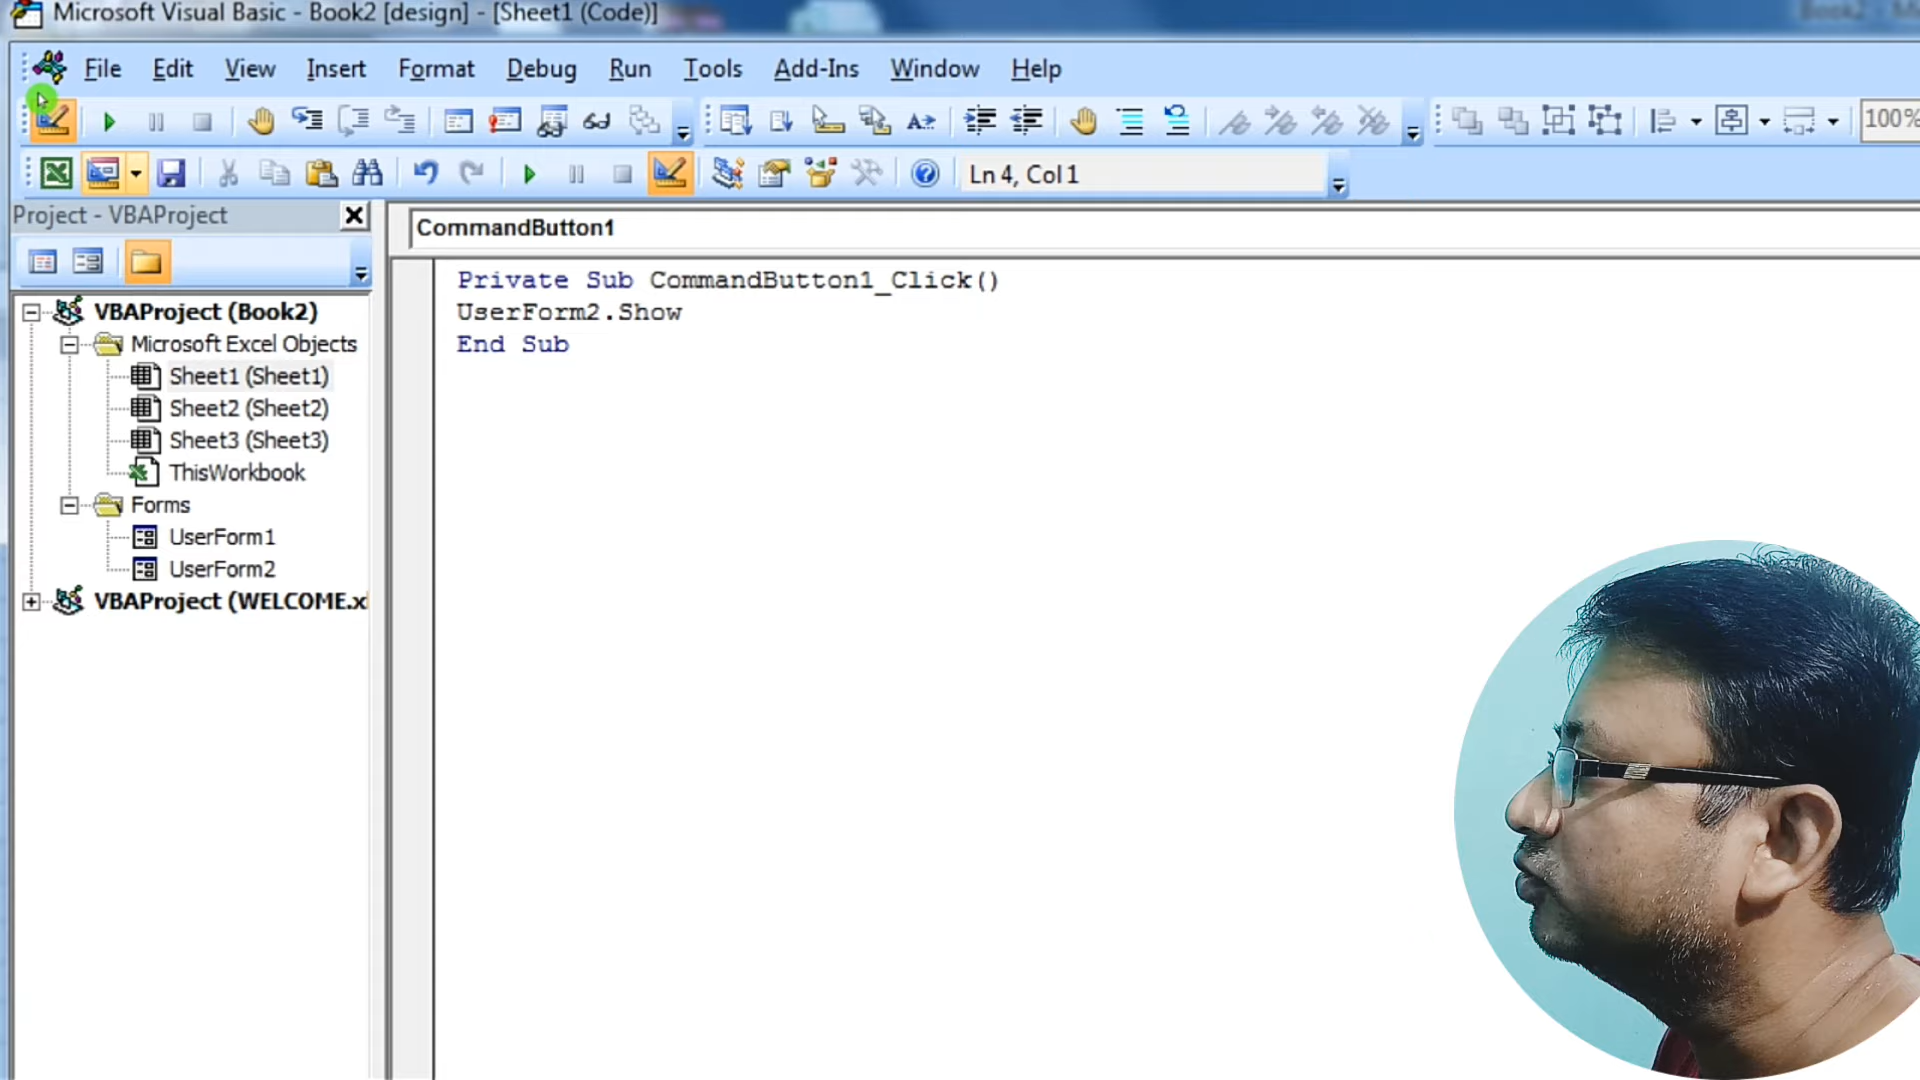 Microsoft Visual Basic - Book2 [design] - [Sheet1 (Code)]
File Edit View Insert Format Debug Run Tools Add-Ins Window Help
100%
Ln 4, Col 1
Project - VBAProject
CommandButton1
Private Sub CommandButton1_Click()
UserForm2.Show
End Sub
VBAProject (Book2)
Microsoft Excel Objects
Sheet1 (Sheet1)
Sheet2 (Sheet2)
Sheet3 (Sheet3)
ThisWorkbook
Forms
UserForm1
UserForm2
VBAProject (WELCOME.xl